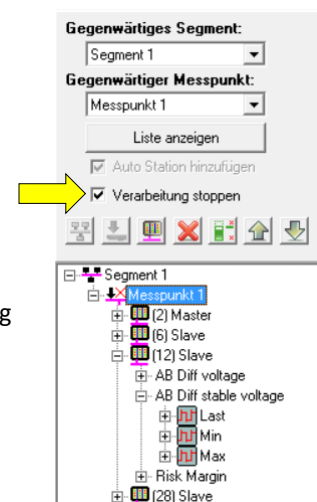 Gegenwärtiges Segment:
Segment 1
Gegenwärtiger Messpunkt:
Messpunkt 1
Liste anzeigen
Auto Station hinzufügen
Verarbeitung stoppen
Segment 1
Messpunkt 1
g
(2) Master
(6) Slave
(12) Slave
AB Diff voltage
AB Diff stable voltage
Last
Min
Max
Risk Margin
(28) Slave